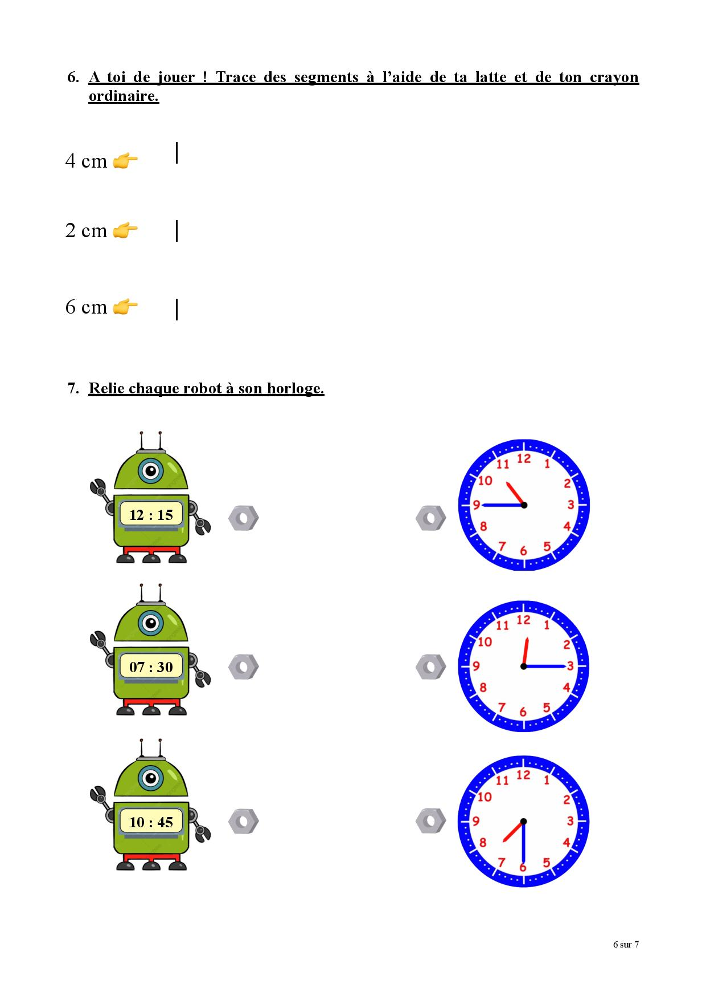 6. A toi de jouer ! Trace des segments à l’aide de ta latte et de ton crayon
ordinaire.
4 cm
2 cm
6 cm
7. Relie chaque robot à son horloge.
12 : 15
12 1 2 3 4 5 6 7 8 9 10 11
07 : 30
12 1 2 3 4 5 6 7 8 9 10 11
10 : 45
12 1 2 3 4 5 6 7 8 9 10 11
6 sur 7